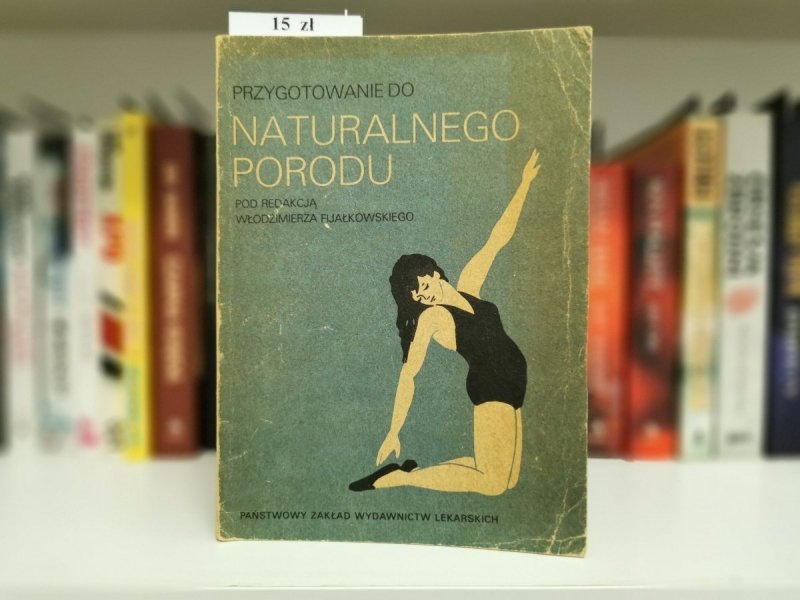 15 zł
PRZYGOTOWANIE DO
NATURALNEGO
PORODU
POD REDAKCJĄ
WŁODZIMIERZA FIJAŁKOWSKIEGO
PAŃSTWOWY ZAKŁAD WYDAWNICTW LEKARSKICH